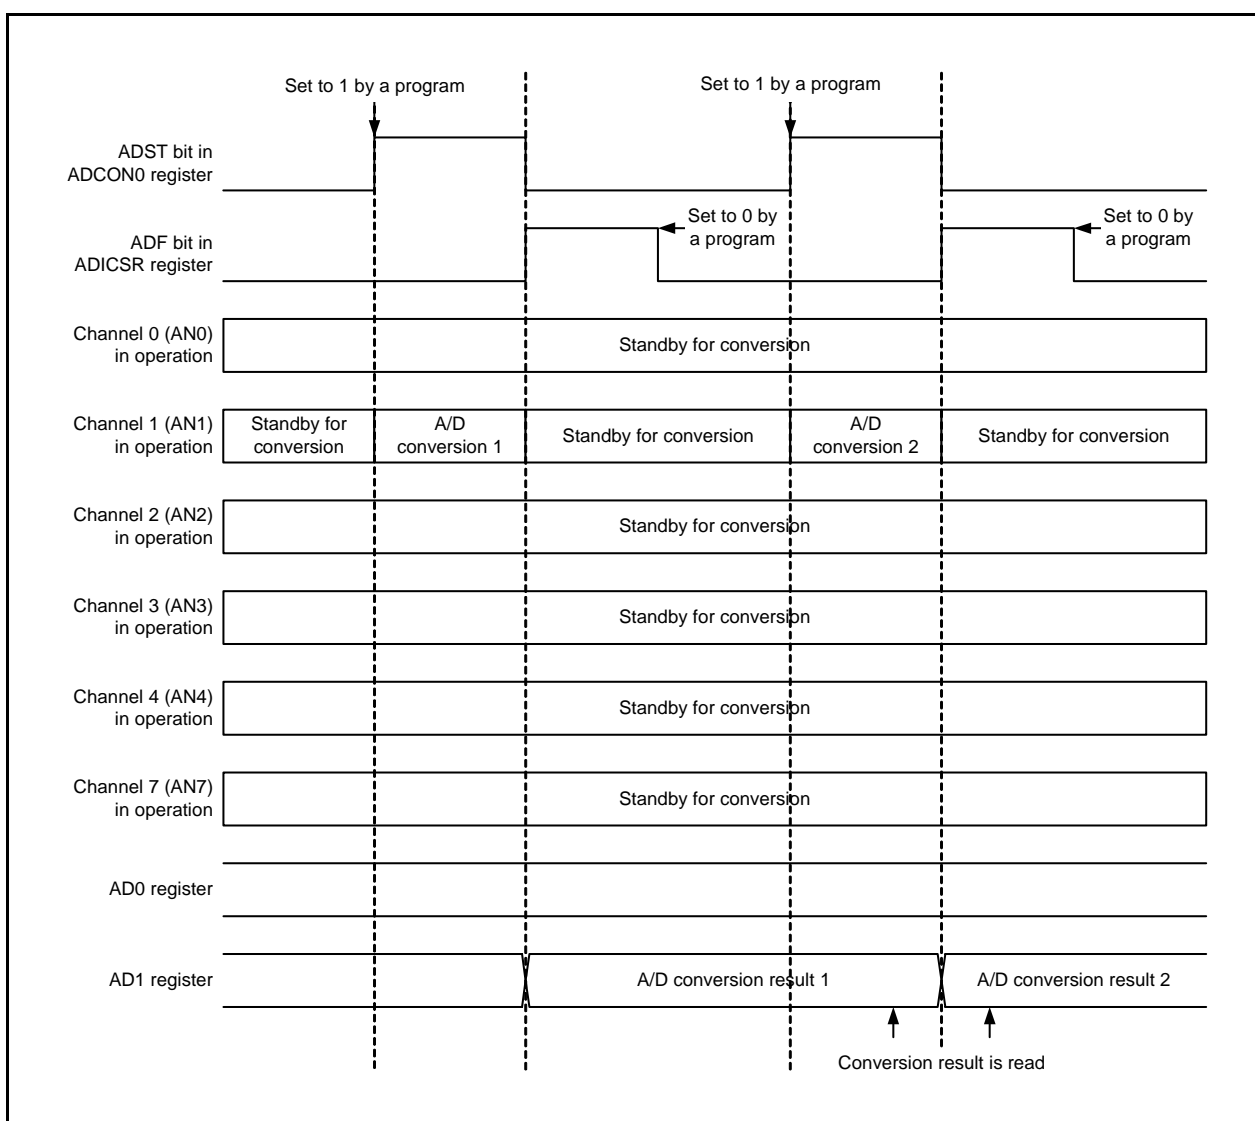 Set to 1 by a program
Set to 1 by a program
ADST bit in
ADCON0 register
Set to 0 by
a program
Set to 0 by
a program
ADF bit in
ADICSR register
Channel 0 (AN0)
in operation
Standby for conversion
Channel 1 (AN1)
in operation
Standby for
conversion
A/D
conversion 1
Standby for conversion
A/D
conversion 2
Standby for conversion
Channel 2 (AN2)
in operation
Standby for conversion
Channel 3 (AN3)
in operation
Standby for conversion
Channel 4 (AN4)
in operation
Standby for conversion
Channel 7 (AN7)
in operation
Standby for conversion
AD0 register
AD1 register
A/D conversion result 1
A/D conversion result 2
Conversion result is read